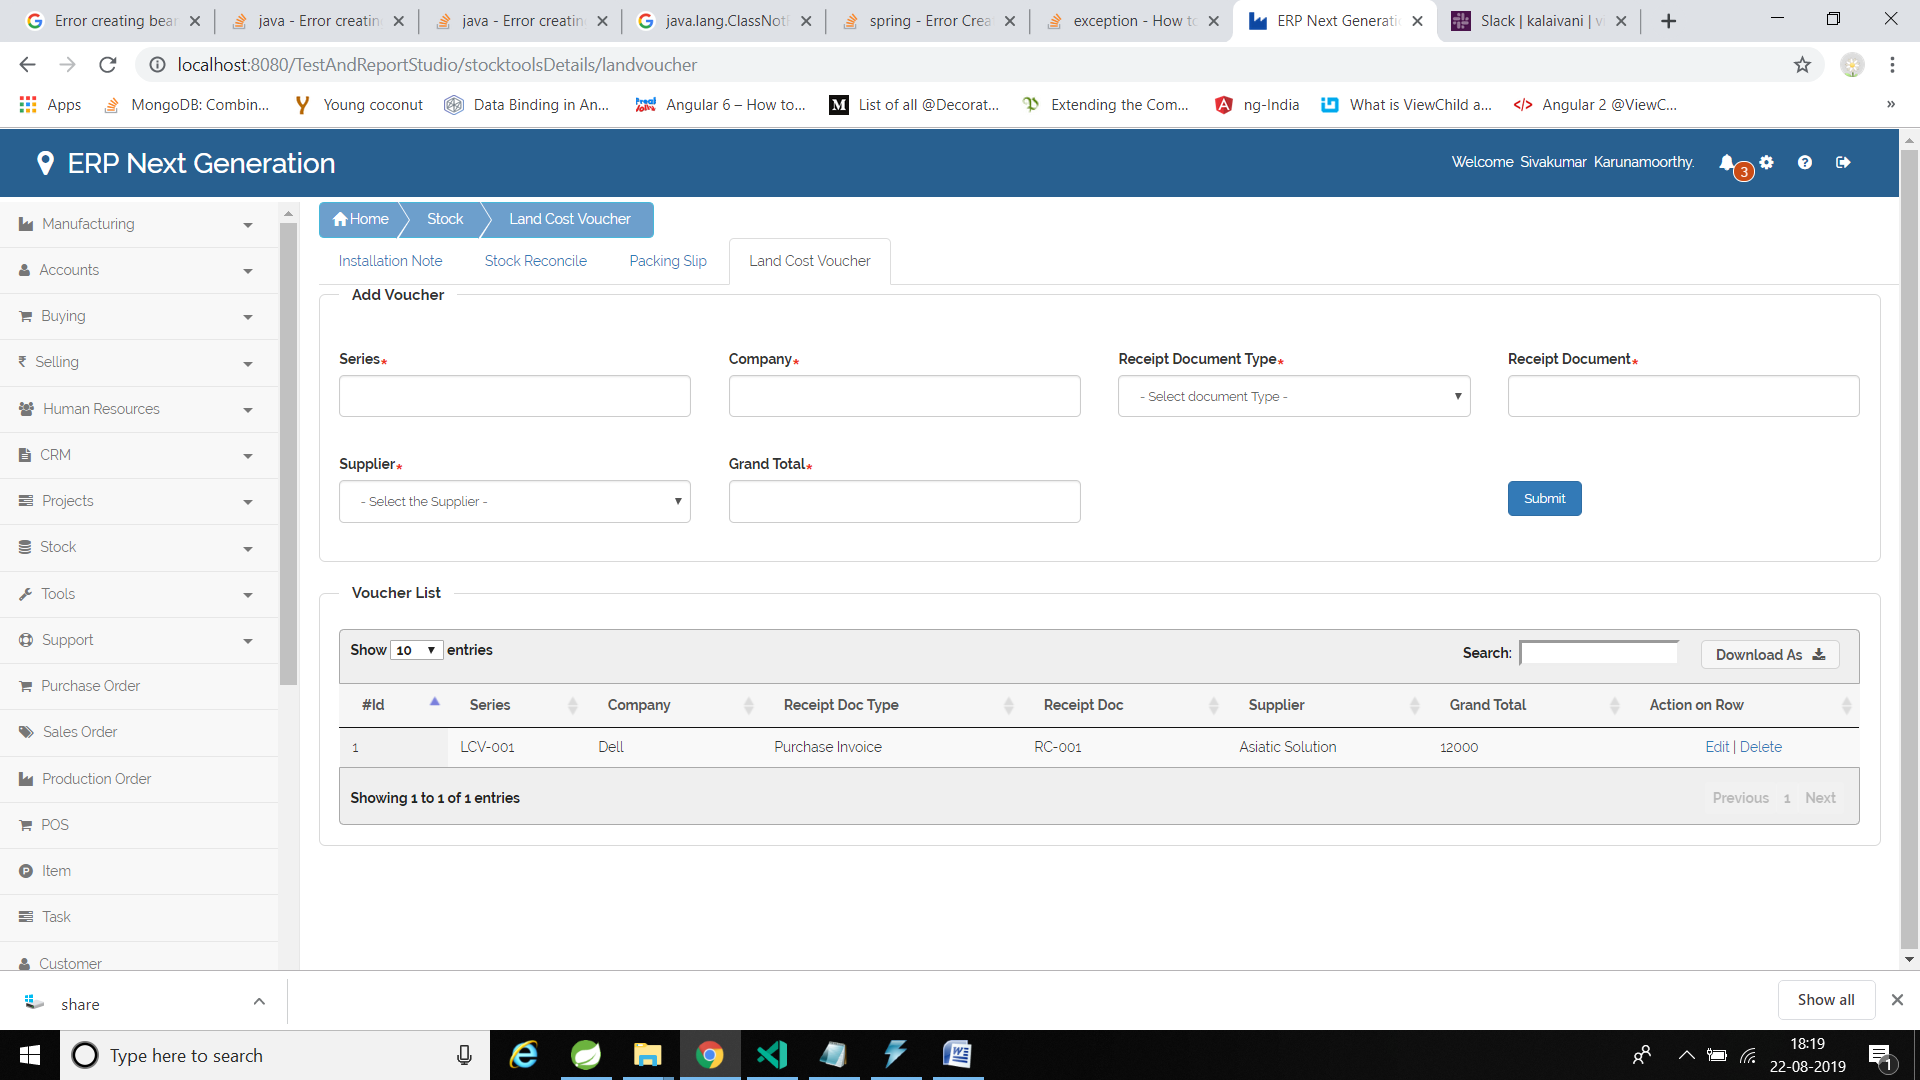 Error creating bea
java - Error creatin
java - Error creatin
java.lang.ClassNot
spring - Error Crea
exception - How to
ERP Next Generati
Slack | kalaivani | v
localhost:8080/TestAndReportStudio/stocktoolsDetails/landvoucher
Apps
MongoDB: Combin...
Young coconut
Data Binding in An...
Angular 6 – How to...
List of all @Decorat...
Extending the Com...
ng-India
What is ViewChild a...
Angular 2 @ViewC...
»
ERP Next Generation
Welcome Sivakumar Karunamoorthy.
3
Manufacturing
Accounts
Buying
Selling
Human Resources
CRM
Projects
Stock
Tools
Support
Purchase Order
Sales Order
Production Order
POS
Item
Task
Customer
Home
Stock
Land Cost Voucher
Installation Note
Stock Reconcile
Packing Slip
Land Cost Voucher
Add Voucher
Series*
Company*
Receipt Document Type*
Receipt Document*
- Select document Type -
Supplier*
Grand Total*
- Select the Supplier -
Submit
Voucher List
Show 10 entries
Search:
Download As
#Id Series Company Receipt Doc Type Receipt Doc Supplier Grand Total Action on Row
1 LCV-001 Dell Purchase Invoice RC-001 Asiatic Solution 12000 Edit | Delete
Showing 1 to 1 of 1 entries
Previous 1 Next
share
Show all
Type here to search
18:19
22-08-2019
1